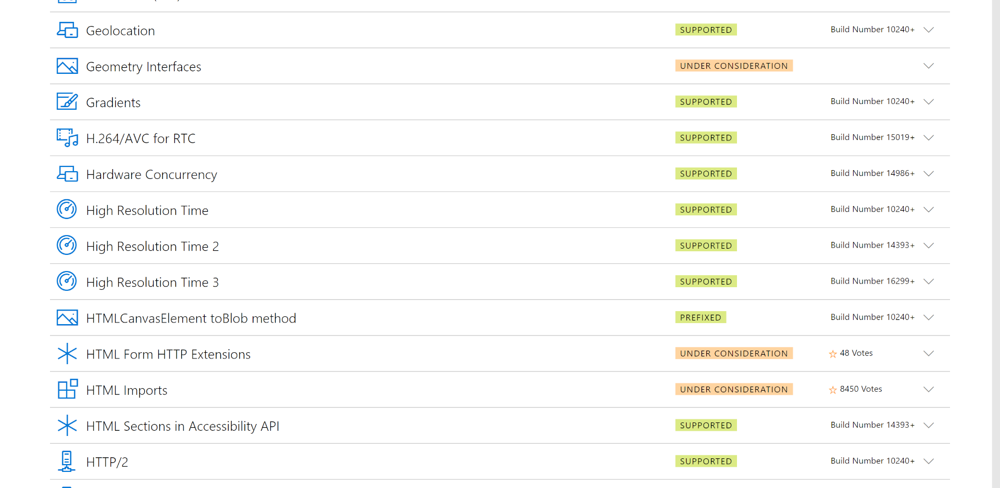 Geolocation SUPPORTED Build Number 10240+
Geometry Interfaces UNDER CONSIDERATION
Gradients SUPPORTED Build Number 10240+
H.264/AVC for RTC SUPPORTED Build Number 15019+
Hardware Concurrency SUPPORTED Build Number 14986+
High Resolution Time SUPPORTED Build Number 10240+
High Resolution Time 2 SUPPORTED Build Number 14393+
High Resolution Time 3 SUPPORTED Build Number 16299+
HTMLCanvasElement toBlob method PREFIXED Build Number 10240+
HTML Form HTTP Extensions UNDER CONSIDERATION 48 Votes
HTML Imports UNDER CONSIDERATION 8450 Votes
HTML Sections in Accessibility API SUPPORTED Build Number 14393+
HTTP/2 SUPPORTED Build Number 10240+